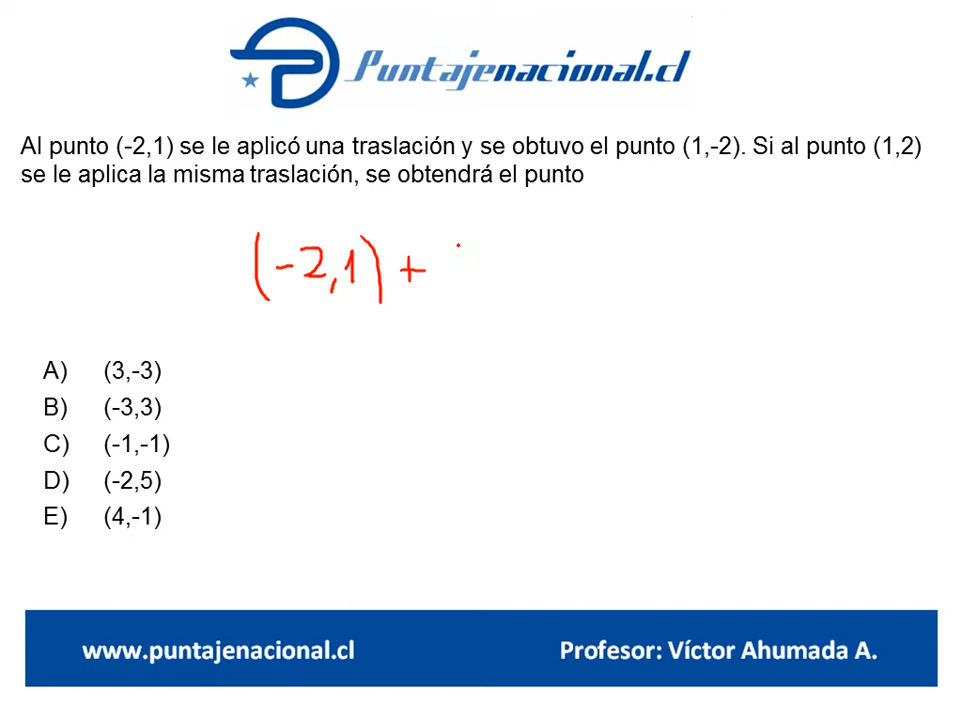 Puntajenacional.cl
Al punto (-2,1) se le aplicó una traslación y se obtuvo el punto (1,-2). Si al punto (1,2)
se le aplica la misma traslación, se obtendrá el punto
(-2,1) +
A) (3,-3)
B) (-3,3)
C) (-1,-1)
D) (-2,5)
E) (4,-1)
www.puntajenacional.cl Profesor: Víctor Ahumada A.